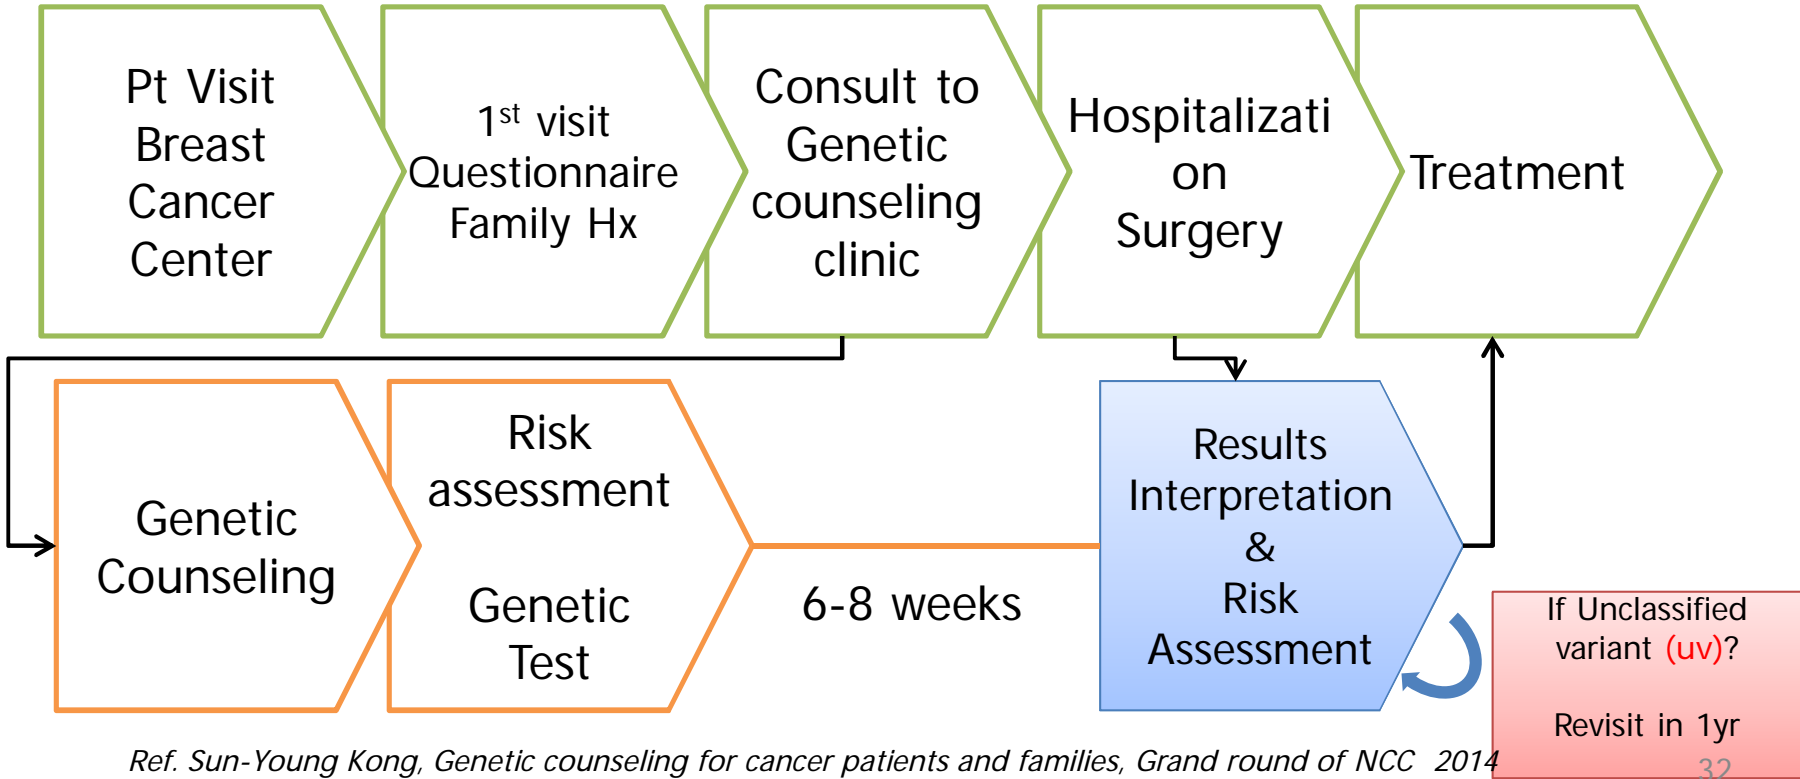 Pt Visit
Breast
Cancer
Center
1st visit
Questionnaire
Family Hx
Consult to
Genetic
counseling
clinic
Hospitalizati
on
Surgery
Treatment
Genetic
Counseling
Risk
assessment
Genetic
Test
6-8 weeks
Results
Interpretation
&
Risk
Assessment
If Unclassified
variant (uv)?
Revisit in 1yr
Ref. Sun-Young Kong, Genetic counseling for cancer patients and families, Grand round of NCC 2014
32